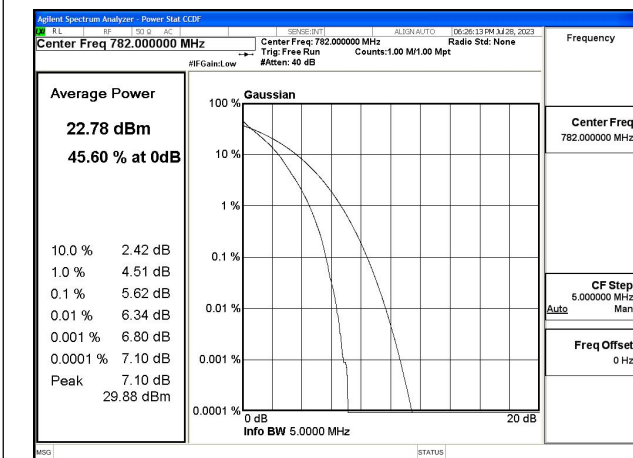 Agilent Spectrum Analyzer - Power Stat CCDF
RL RF 50 Ω AC SENSE:INT ALIGN AUTO 06:26:13 PM Jul 28, 2023
Center Freq 782.000000 MHz
Center Freq: 782.000000 MHz Radio Std: None
Trig: Free Run Counts:1.00 M/1.00 Mpt
#IFGain:Low #Atten: 40 dB
Frequency
Average Power
22.78 dBm
45.60 % at 0dB
10.0 % 2.42 dB
1.0 % 4.51 dB
0.1 % 5.62 dB
0.01 % 6.34 dB
0.001 % 6.80 dB
0.0001 % 7.10 dB
Peak 7.10 dB
29.88 dBm
Gaussian
100 %
10 %
1 %
0.1 %
0.01 %
0.001 %
0.0001 %
0 dB 20 dB
Info BW 5.0000 MHz
Center Freq
782.000000 MHz
CF Step
5.000000 MHz
Auto Man
Freq Offset
0 Hz
MSG STATUS